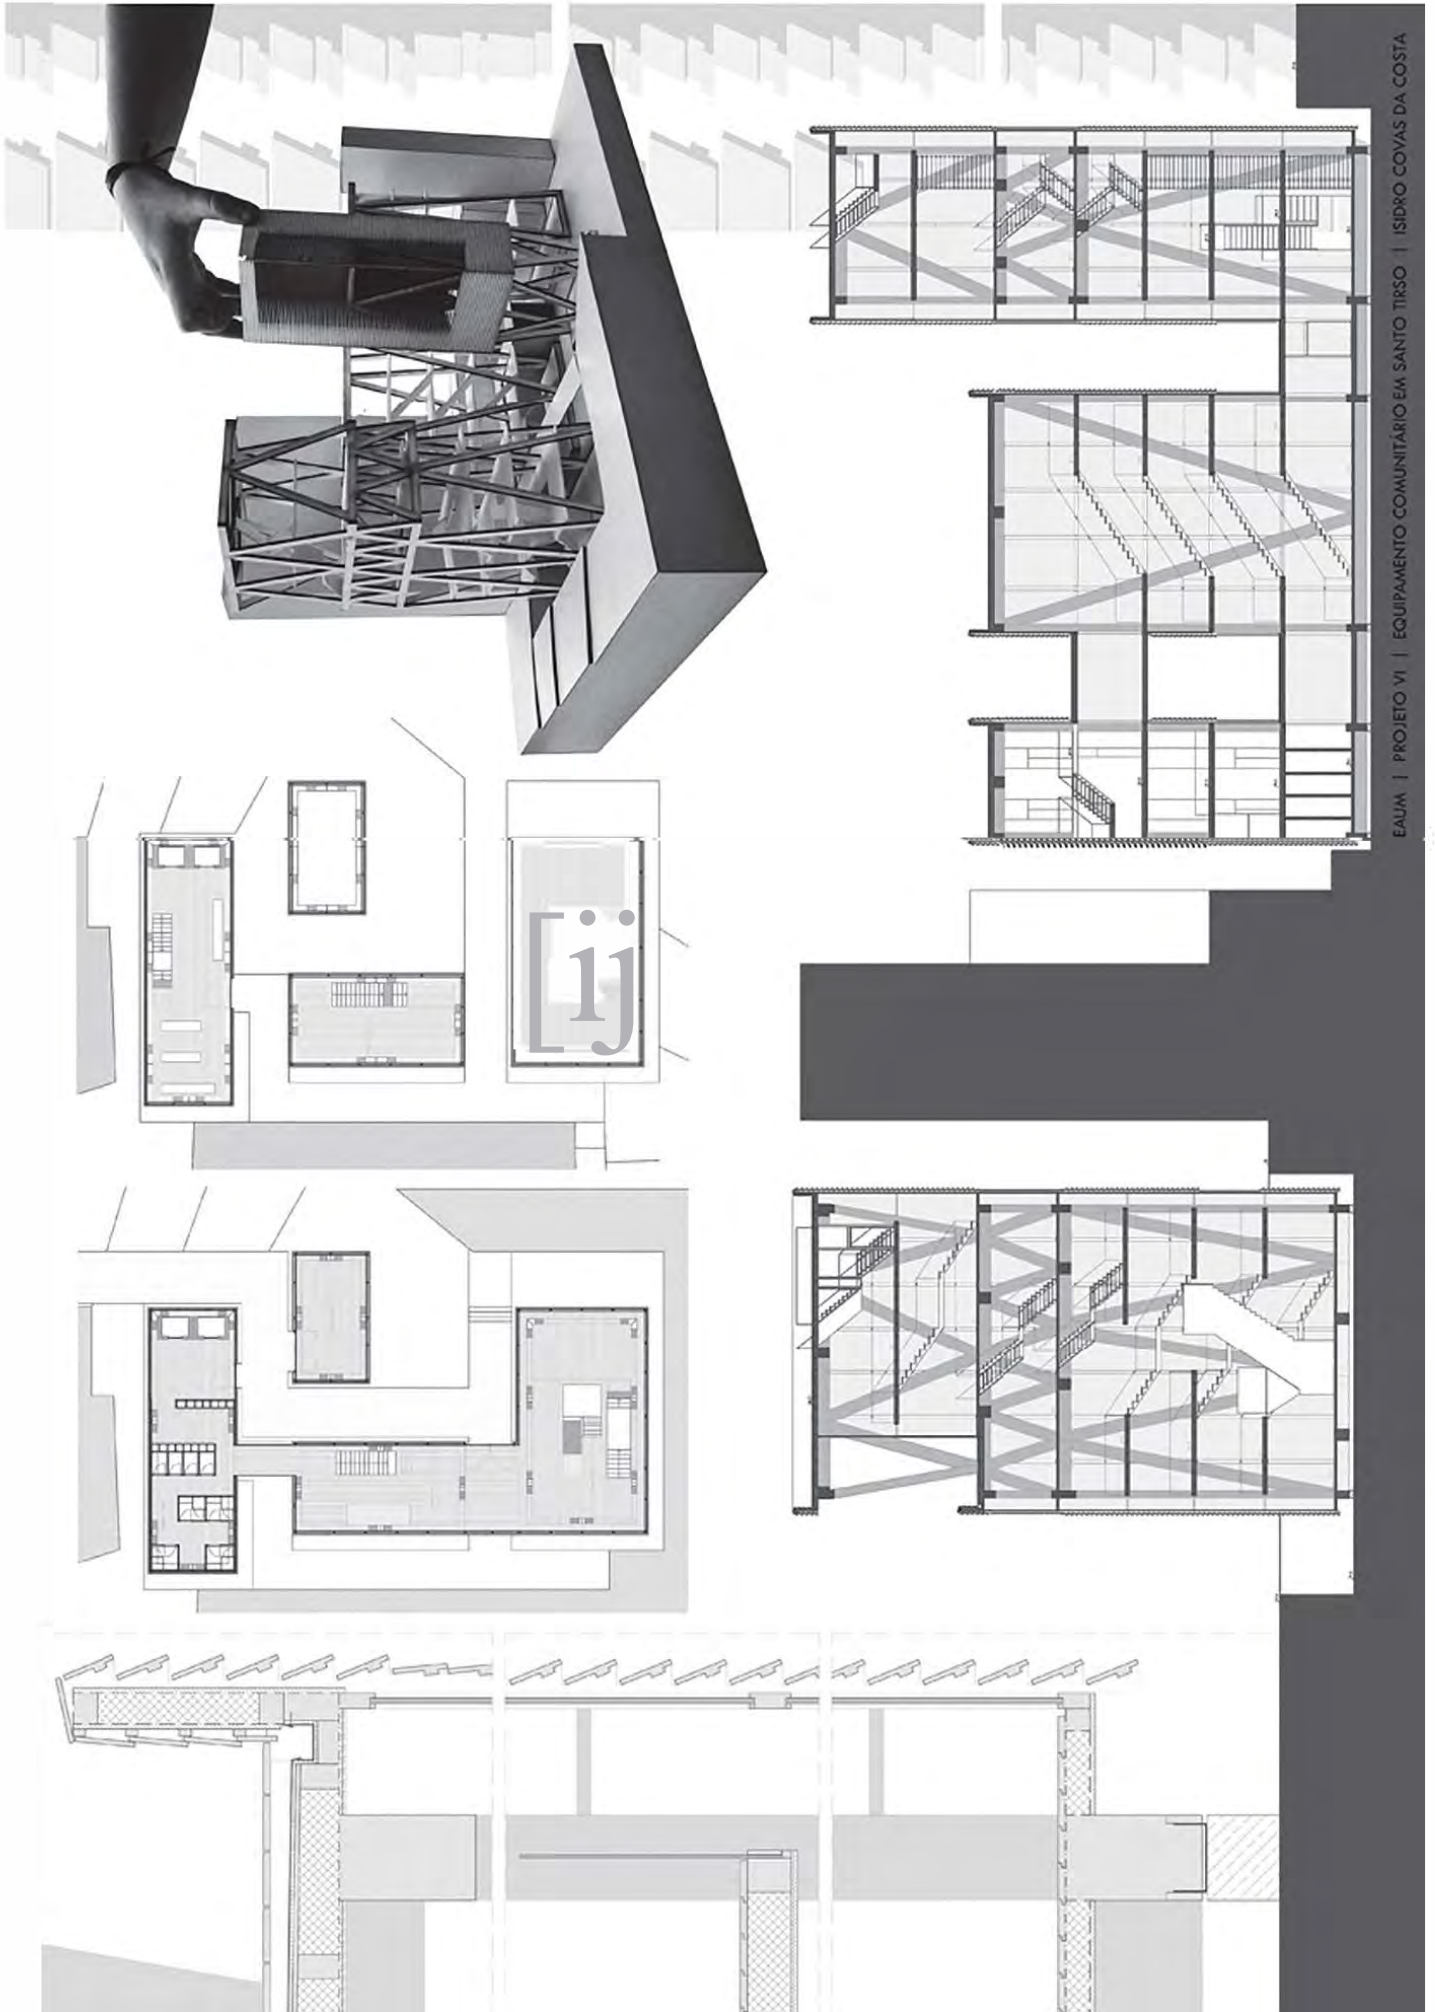 EAUM | PROJETO VI | EQUIPAMENTO COMUNITÁRIO EM SANTO TIRSO | ISIDRO COVAS DA COSTA
[ij